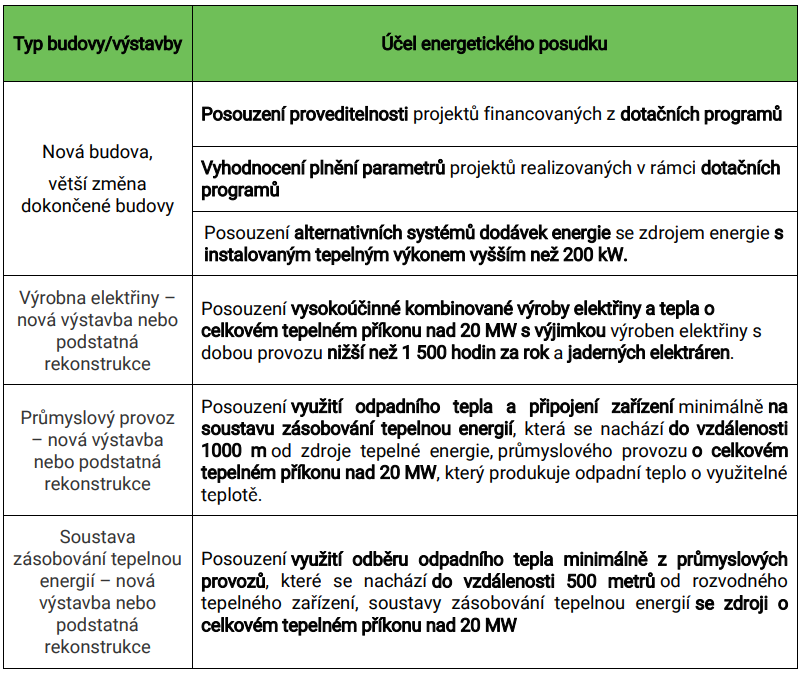 Typ budovy/výstavby
Účel energetického posudku
Nová budova,
větší změna
dokončené budovy
Posouzení proveditelnosti projektů financovaných z dotačních programů
Vyhodnocení plnění parametrů projektů realizovaných v rámci dotačních
programů
Posouzení alternativních systémů dodávek energie se zdrojem energie s
instalovaným tepelným výkonem vyšším než 200 kW.
Výrobna elektřiny –
nová výstavba nebo
podstatná
rekonstrukce
Posouzení vysokoúčinné kombinované výroby elektřiny a tepla o
celkovém tepelném příkonu nad 20 MW s výjimkou výroben elektřiny s
dobou provozu nižší než 1 500 hodin za rok a jaderných elektráren.
Průmyslový provoz
– nová výstavba
nebo podstatná
rekonstrukce
Posouzení využití odpadního tepla a připojení zařízení minimálně na
soustavu zásobování tepelnou energií, která se nachází do vzdálenosti
1000 m od zdroje tepelné energie, průmyslového provozu o celkovém
tepelném příkonu nad 20 MW, který produkuje odpadní teplo o využitelné
teplotě.
Soustava
zásobování tepelnou
energií – nová
výstavba nebo
podstatná
rekonstrukce
Posouzení využití odběru odpadního tepla minimálně z průmyslových
provozů, které se nachází do vzdálenosti 500 metrů od rozvodného
tepelného zařízení, soustavy zásobování tepelnou energií se zdroji o
celkovém tepelném příkonu nad 20 MW